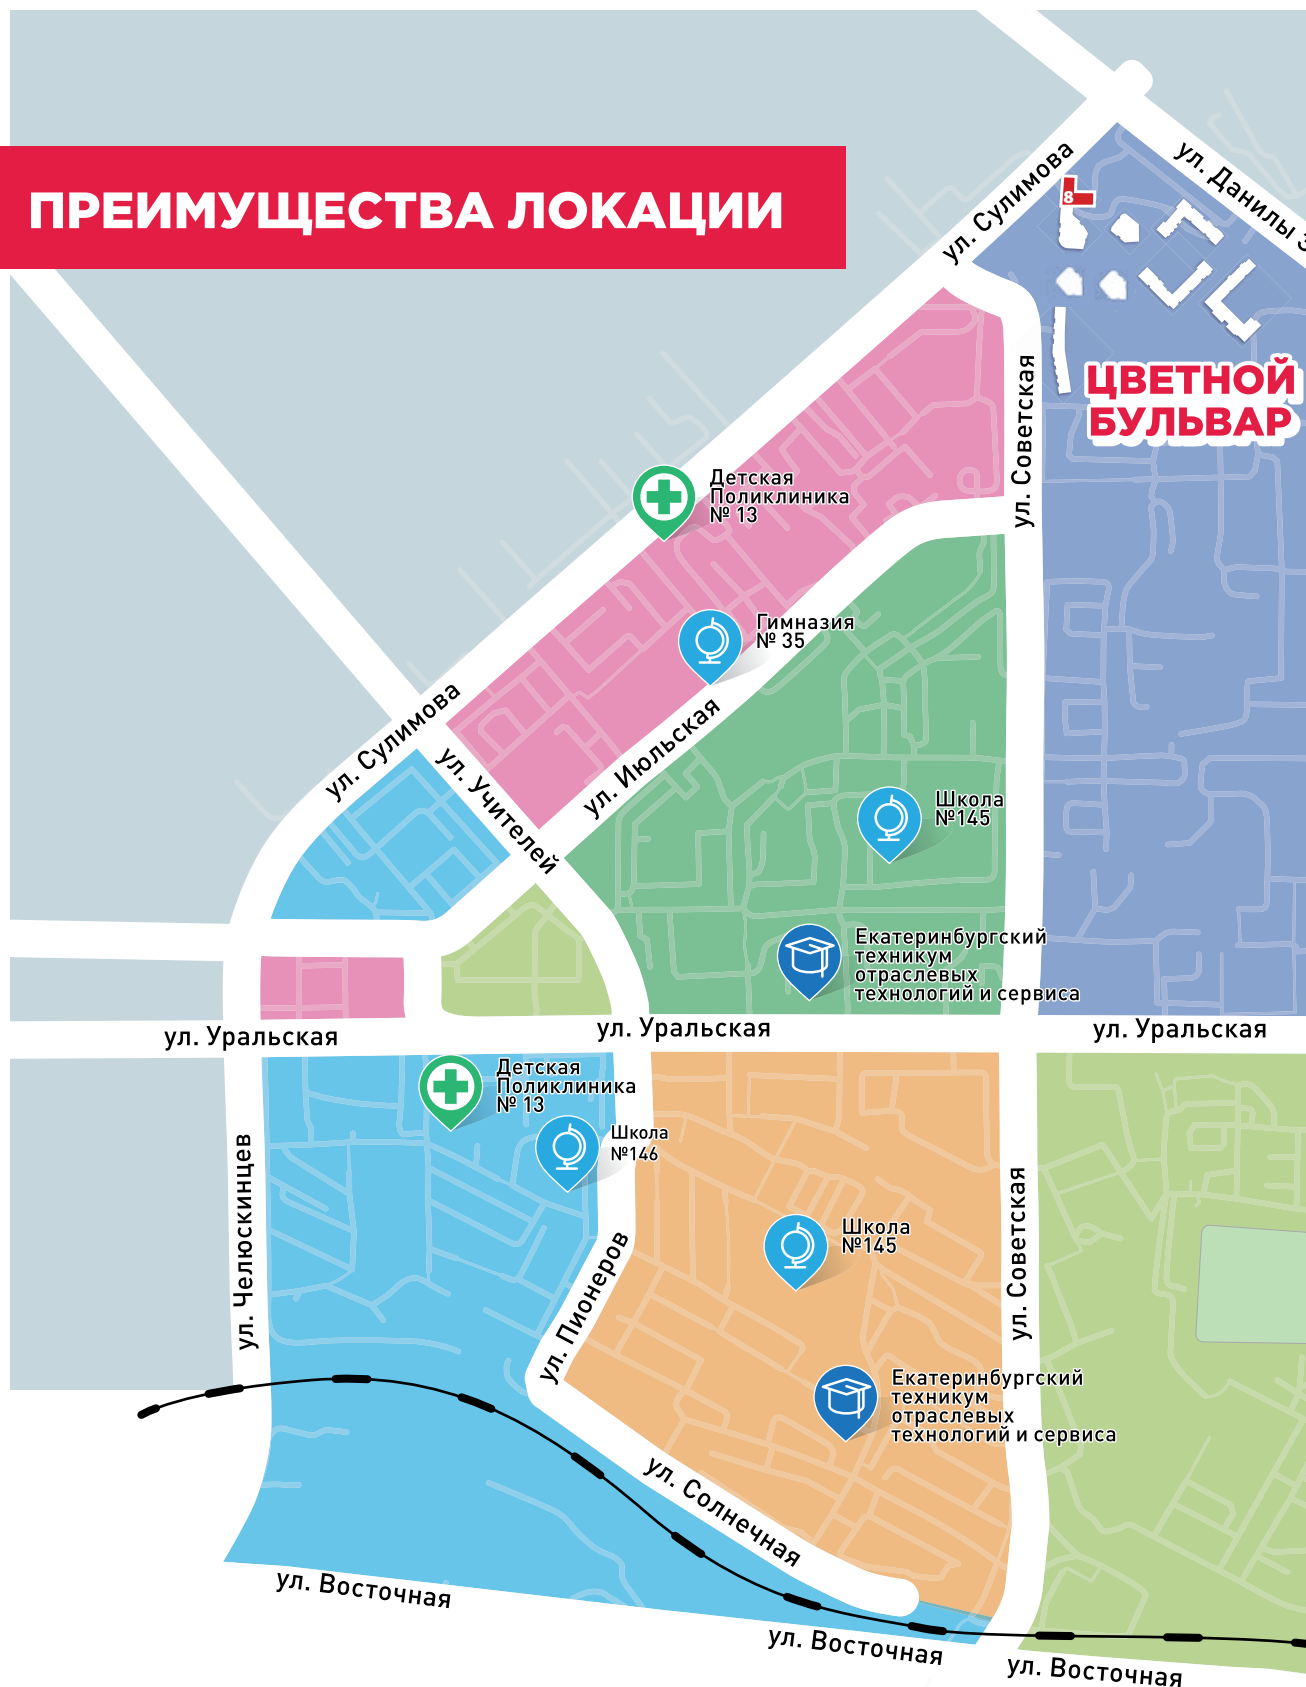 ПРЕИМУЩЕСТВА ЛОКАЦИИ
ул. Сулимова
ул. Данилы З
8
ЦВЕТНОЙ
БУЛЬВАР
ул. Советская
Детская
Поликлиника
№ 13
Гимназия
№ 35
ул. Сулимова
ул. Учителей
ул. Июльская
Школа
№145
Екатеринбургский
техникум
отраслевых
технологий и сервиса
ул. Уральская
ул. Уральская
ул. Уральская
Детская
Поликлиника
№ 13
Школа
№146
ул. Челюскинцев
ул. Пионеров
Школа
№145
ул. Советская
Екатеринбургский
техникум
отраслевых
технологий и сервиса
ул. Солнечная
ул. Восточная
ул. Восточная
ул. Восточная